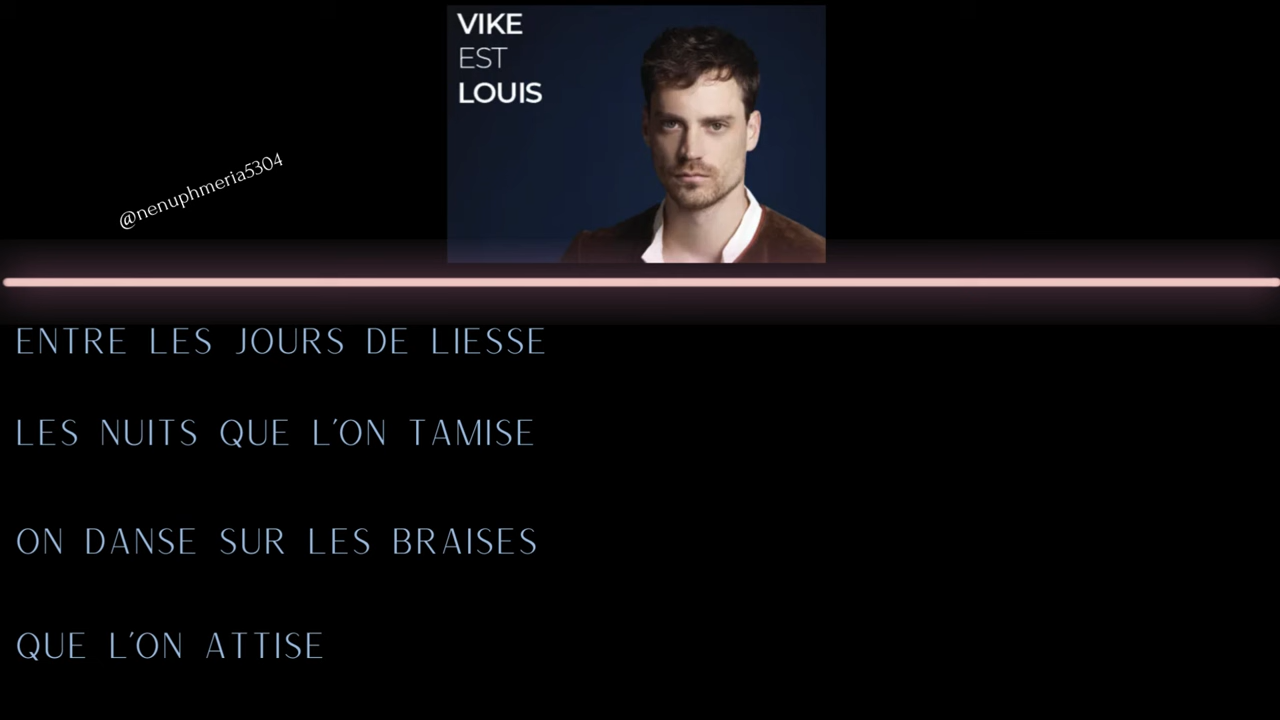 VIKE
EST
LOUIS
@nenuphmeria5304
ENTRE LES JOURS DE LIESSE
LES NUITS QUE L'ON TAMISE
ON DANSE SUR LES BRAISES
QUE L'ON ATTISE